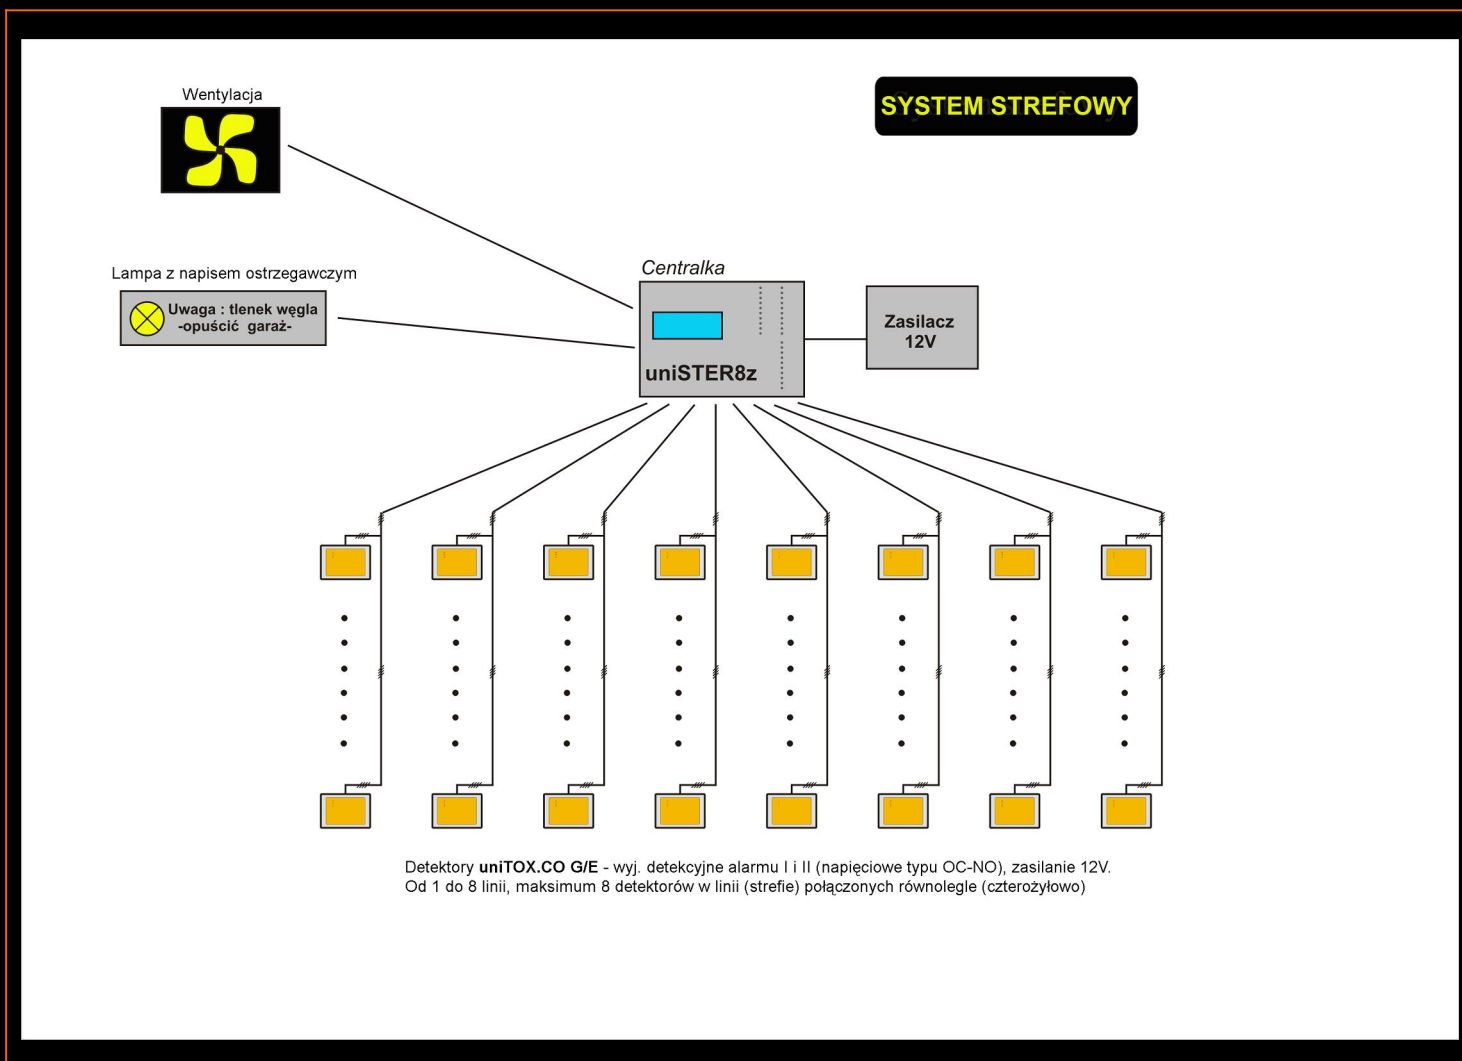 Wentylacja
SYSTEM STREFOWY
Lampa z napisem ostrzegawczym
Uwaga : tlenek węgla
-opuścić garaż-
Centralka
uniSTER8z
Zasilacz
12V
Detektory uniTOX.CO G/E - wyj. detekcyjne alarmu I i II (napięciowe typu OC-NO), zasilanie 12V.
Od 1 do 8 linii, maksimum 8 detektorów w linii (strefie) połączonych równolegle (czterożyłowo)